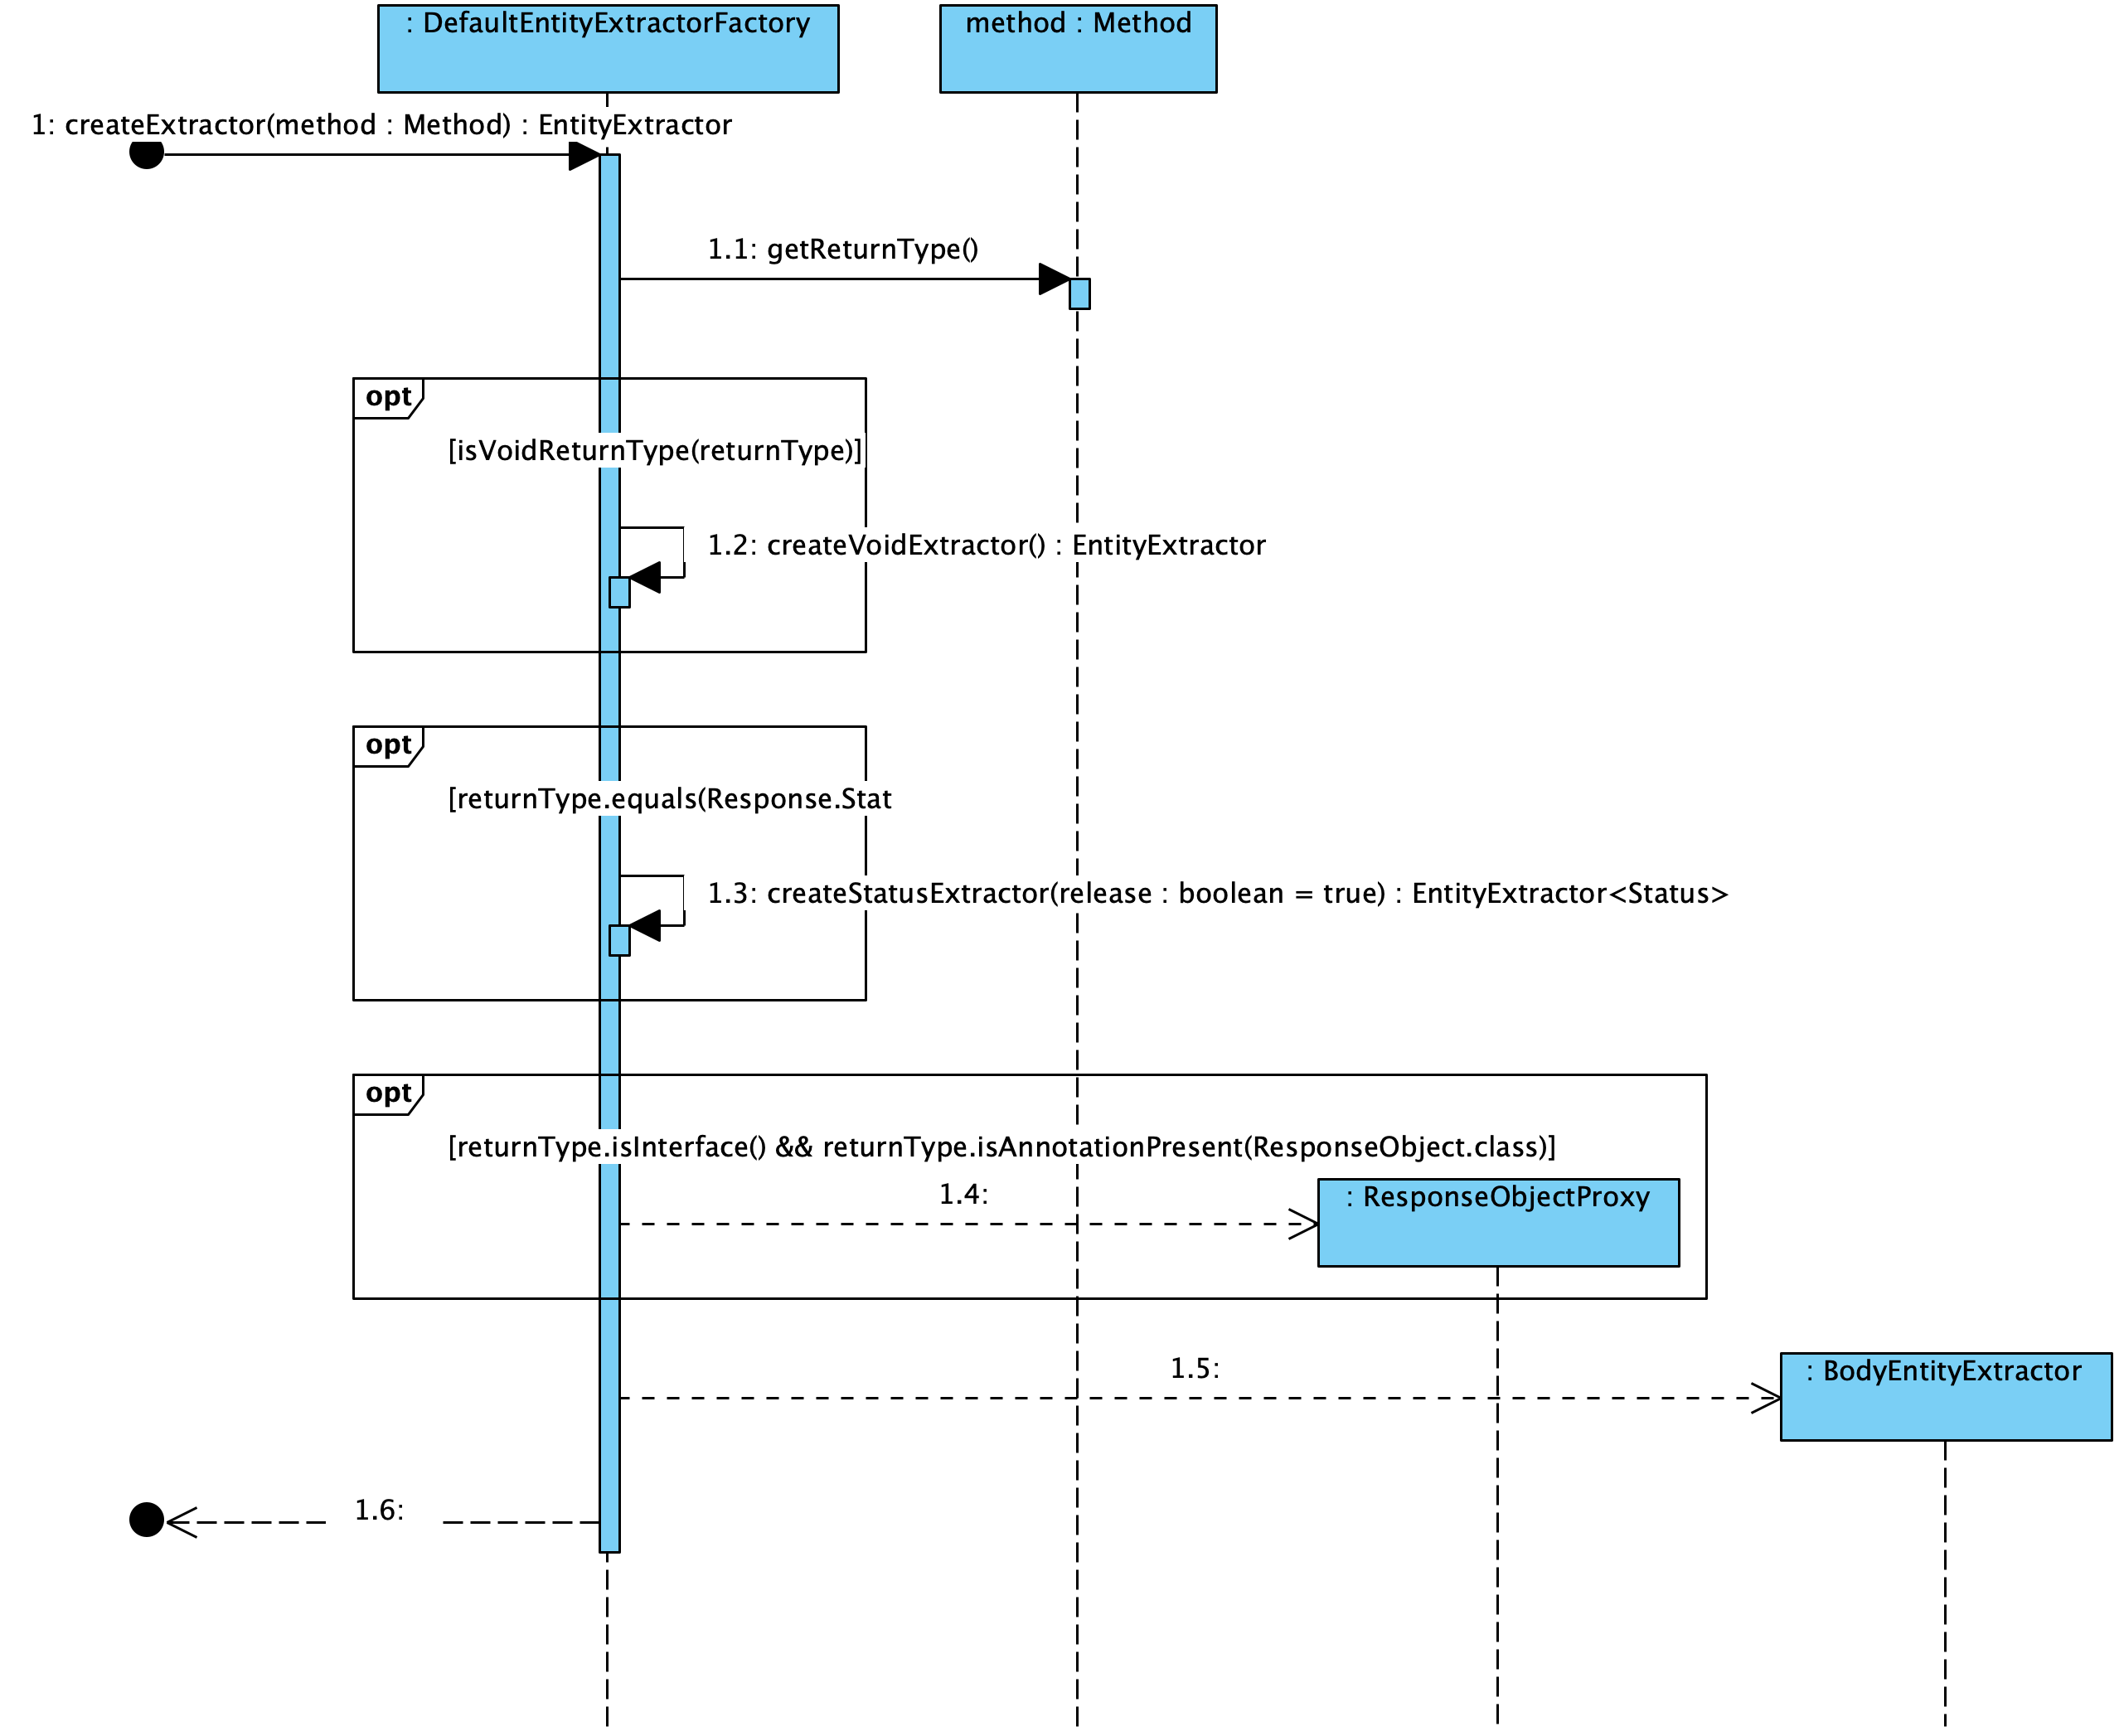 : DefaultEntityExtractorFactory
method : Method
1: createExtractor(method : Method) : EntityExtractor
1.1: getReturnType()
opt
[isVoidReturnType(returnType)]
1.2: createVoidExtractor() : EntityExtractor
opt
[returnType.equals(Response.Stat
1.3: createStatusExtractor(release : boolean = true) : EntityExtractor<Status>
opt
[returnType.isInterface() && returnType.isAnnotationPresent(ResponseObject.class)]
1.4:
: ResponseObjectProxy
1.5:
: BodyEntityExtractor
1.6: